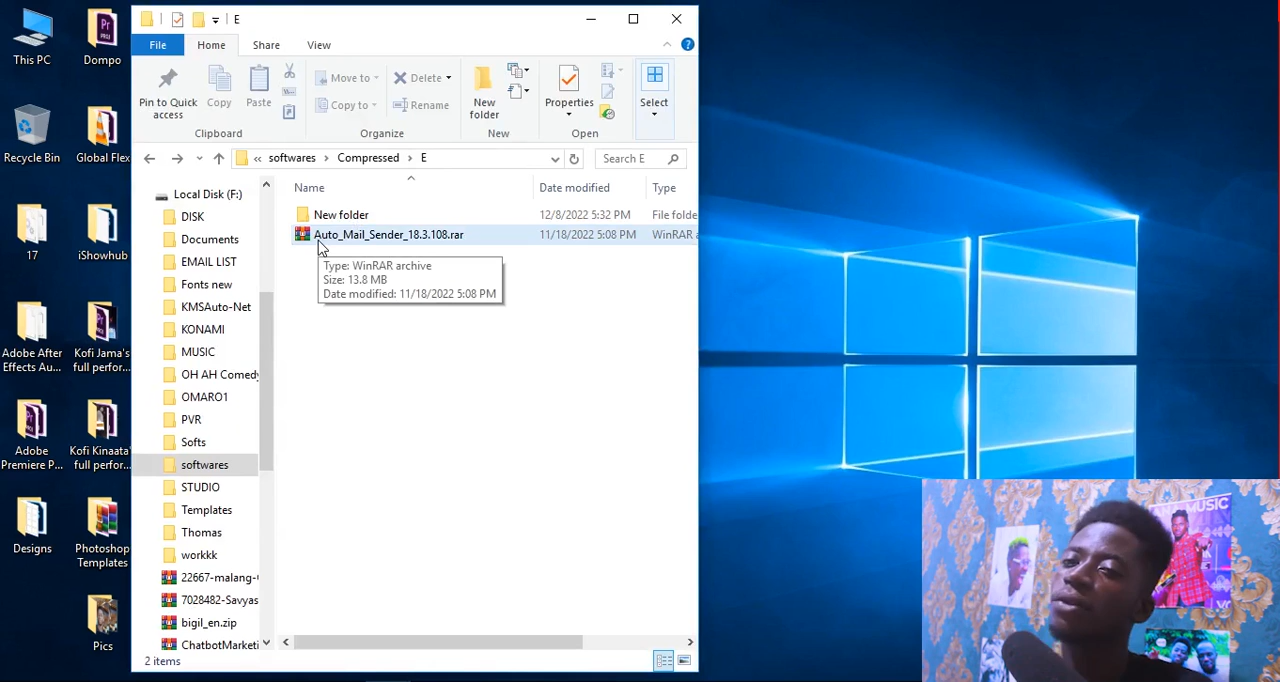 This PC
Dompo
Recycle Bin
Global Flex
17
iShowhub
Adobe After
Effects Au...
Kofi Jama's
full perfor...
Adobe
Premiere P...
Kofi Kinaata'
full perfor...
Designs
Photoshop
Templates
Pics
E
File
Home
Share
View
Pin to Quick
access
Copy
Paste
Clipboard
Move to
Copy to
Delete
Rename
Organize
New
folder
New
Properties
Open
Select
« softwares > Compressed > E
Search E
Local Disk (F:)
DISK
Documents
EMAIL LIST
Fonts new
KMSAuto-Net
KONAMI
MUSIC
OH AH Comedy
OMARO1
PVR
Softs
softwares
STUDIO
Templates
Thomas
workkk
22667-malang-
7028482-Savyas
bigil_en.zip
ChatbotMarketi
Name Date modified Type
New folder 12/8/2022 5:32 PM File folde
Auto_Mail_Sender_18.3.108.rar 11/18/2022 5:08 PM WinRAR a
Type: WinRAR archive
Size: 13.8 MB
Date modified: 11/18/2022 5:08 PM
2 items
MUSIC